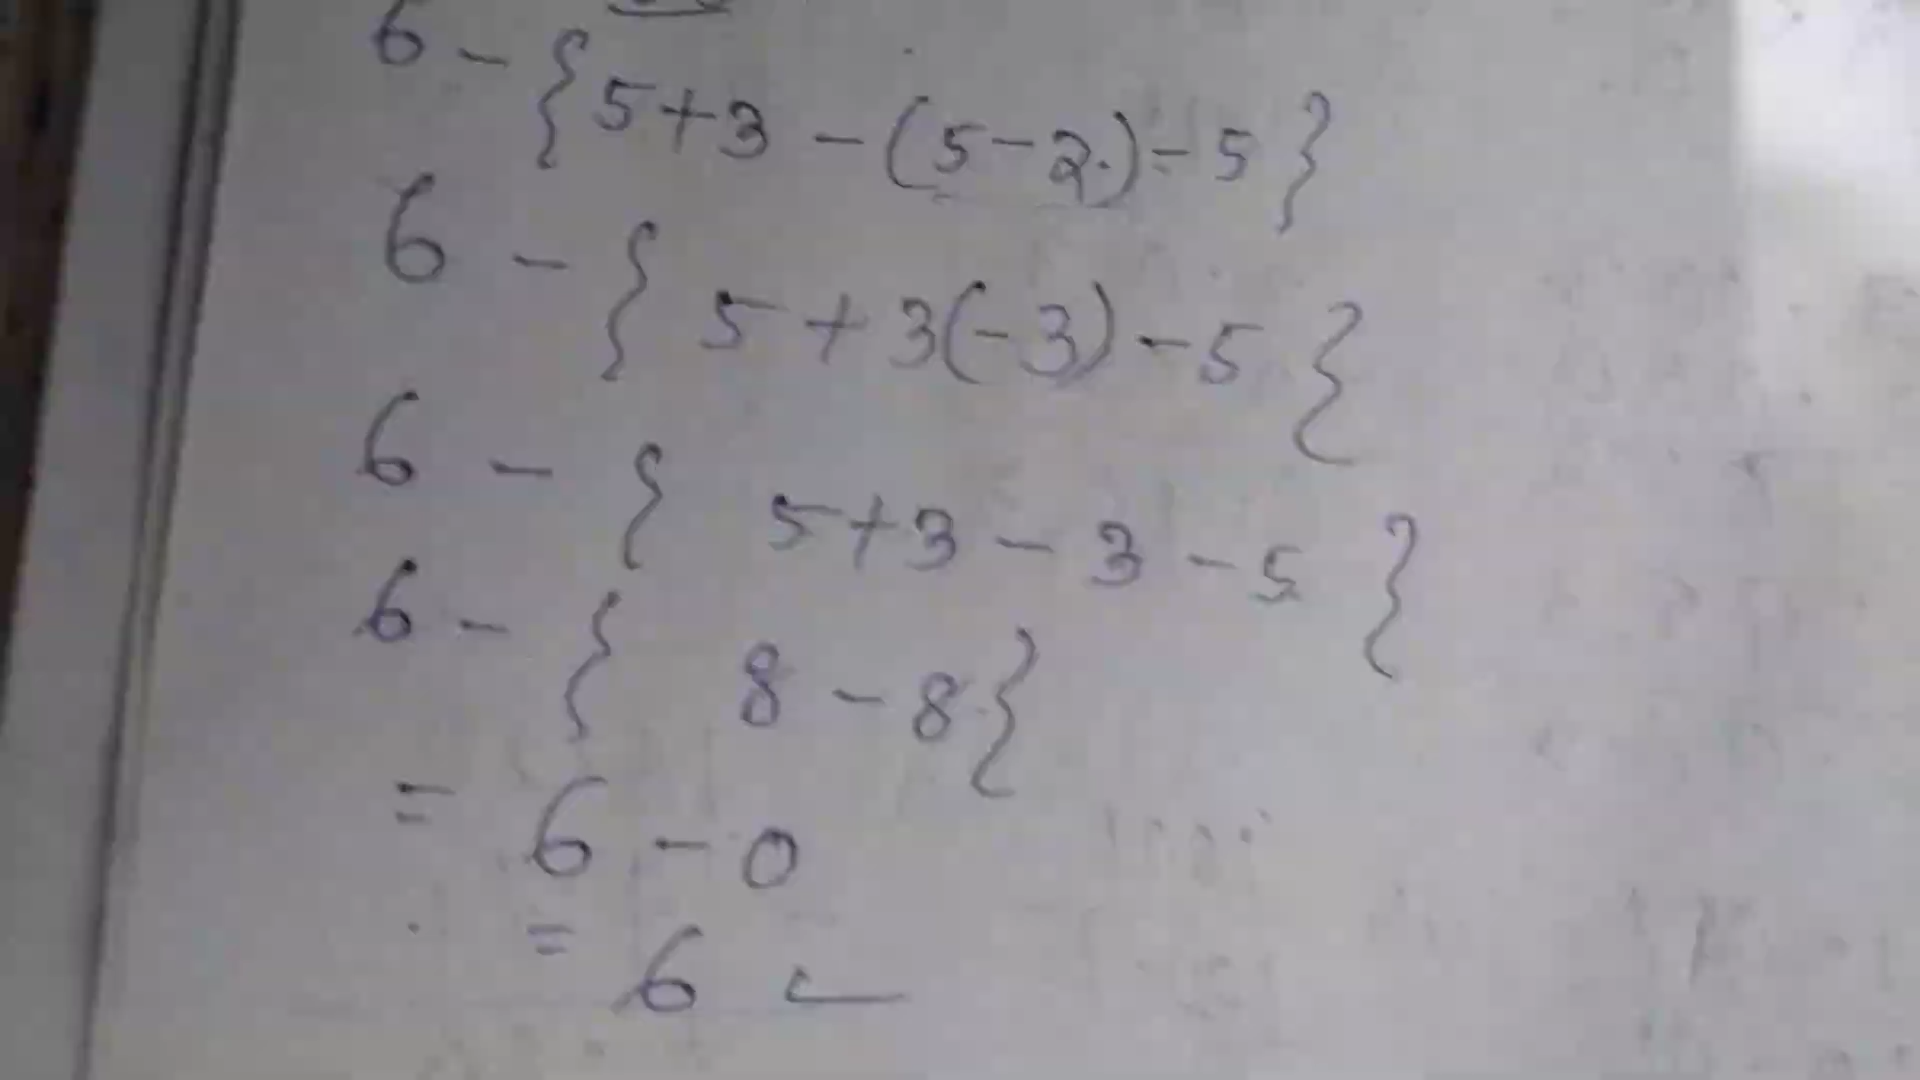 6 - {5+3 - (5-2) - 5}
6 - { 5 + 3(-3) - 5 }
6 - { 5+3 - 3 - 5 }
6 - { 8 - 8 }
= 6 - 0
= 6